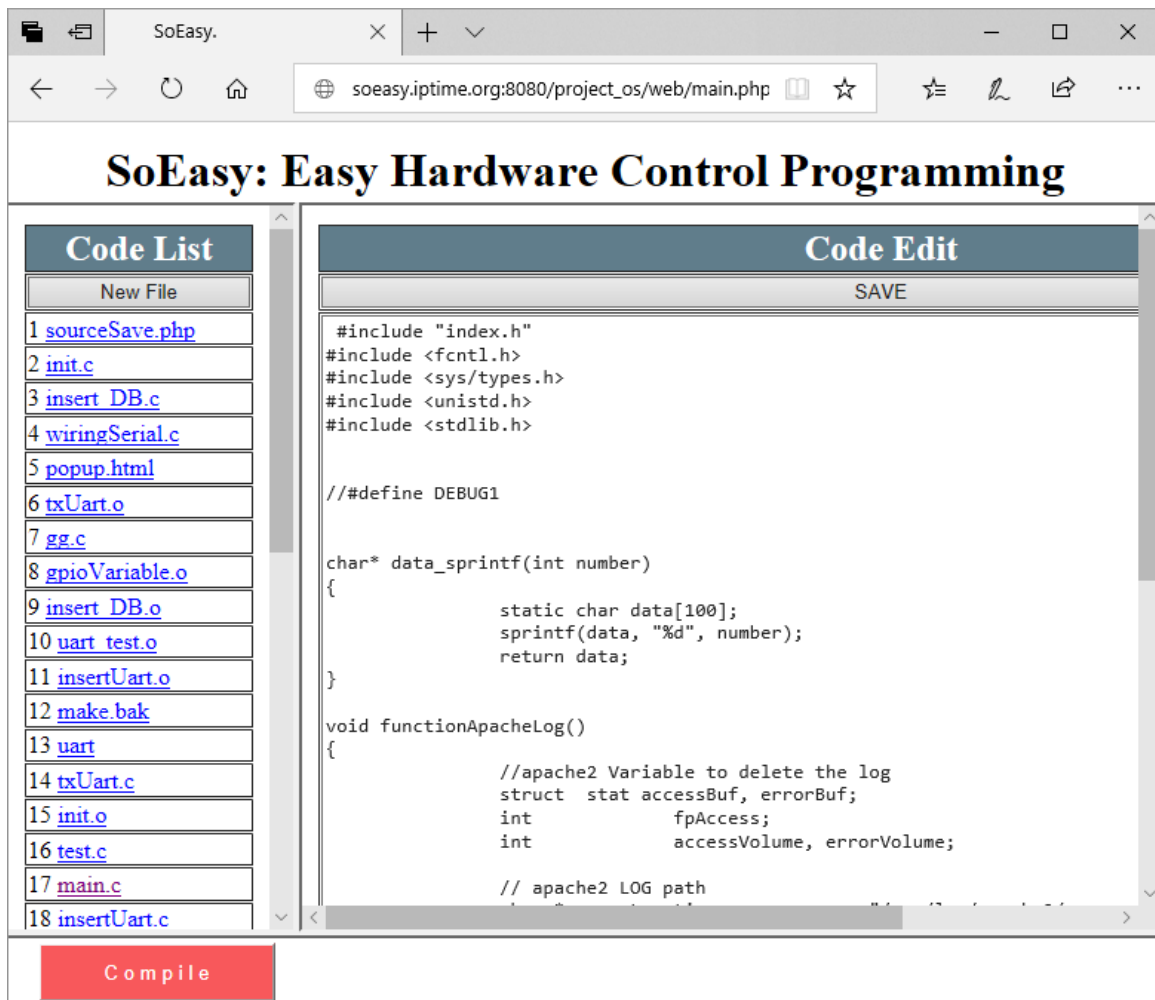 SoEasy.
soeasy.iptime.org:8080/project_os/web/main.php
SoEasy: Easy Hardware Control Programming
Code List
New File
1 sourceSave.php
2 init.c
3 insert_DB.c
4 wiringSerial.c
5 popup.html
6 txUart.o
7 gg.c
8 gpioVariable.o
9 insert_DB.o
10 uart_test.o
11 insertUart.o
12 make.bak
13 uart
14 txUart.c
15 init.o
16 test.c
17 main.c
18 insertUart.c
Code Edit
SAVE
#include "index.h"
#include <fcntl.h>
#include <sys/types.h>
#include <unistd.h>
#include <stdlib.h>
//#define DEBUG1
char* data_sprintf(int number)
{
static char data[100];
sprintf(data, "%d", number);
return data;
}
void functionApacheLog()
{
//apache2 Variable to delete the log
struct  stat accessBuf, errorBuf;
int fpAccess;
int accessVolume, errorVolume;
// apache2 LOG path
Compile